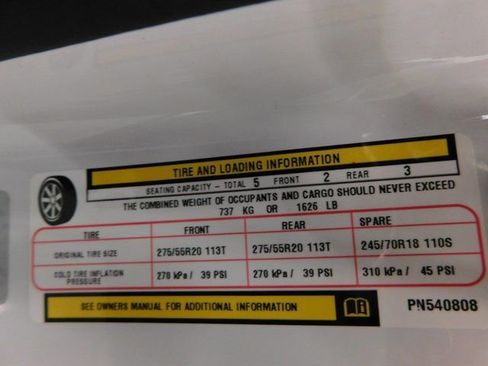 TIRE AND LOADING INFORMATION
SEATING CAPACITY - TOTAL 5 FRONT 2 REAR 3
THE COMBINED WEIGHT OF OCCUPANTS AND CARGO SHOULD NEVER EXCEED
737 KG OR 1626 LB
TIRE FRONT REAR SPARE
ORIGINAL TIRE SIZE 275/55R20 113T 275/55R20 113T 245/70R18 110S
COLD TIRE INFLATION PRESSURE 270 kPa / 39 PSI 270 kPa / 39 PSI 310 kPa / 45 PSI
SEE OWNERS MANUAL FOR ADDITIONAL INFORMATION
PN540808